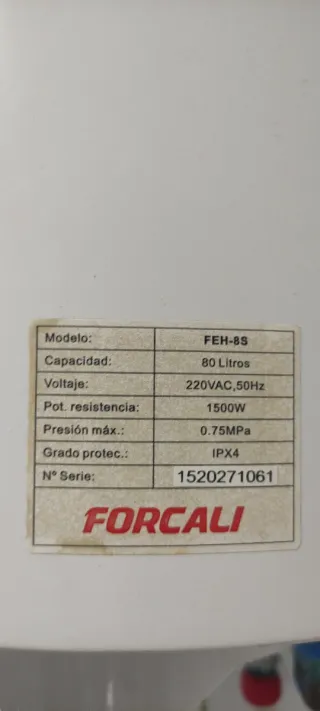 Modelo: FEH-8S
Capacidad: 80 Litros
Voltaje: 220VAC,50Hz
Pot. resistencia: 1500W
Presión máx.: 0.75MPa
Grado protec.: IPX4
Nº Serie: 1520271061
FORCALI